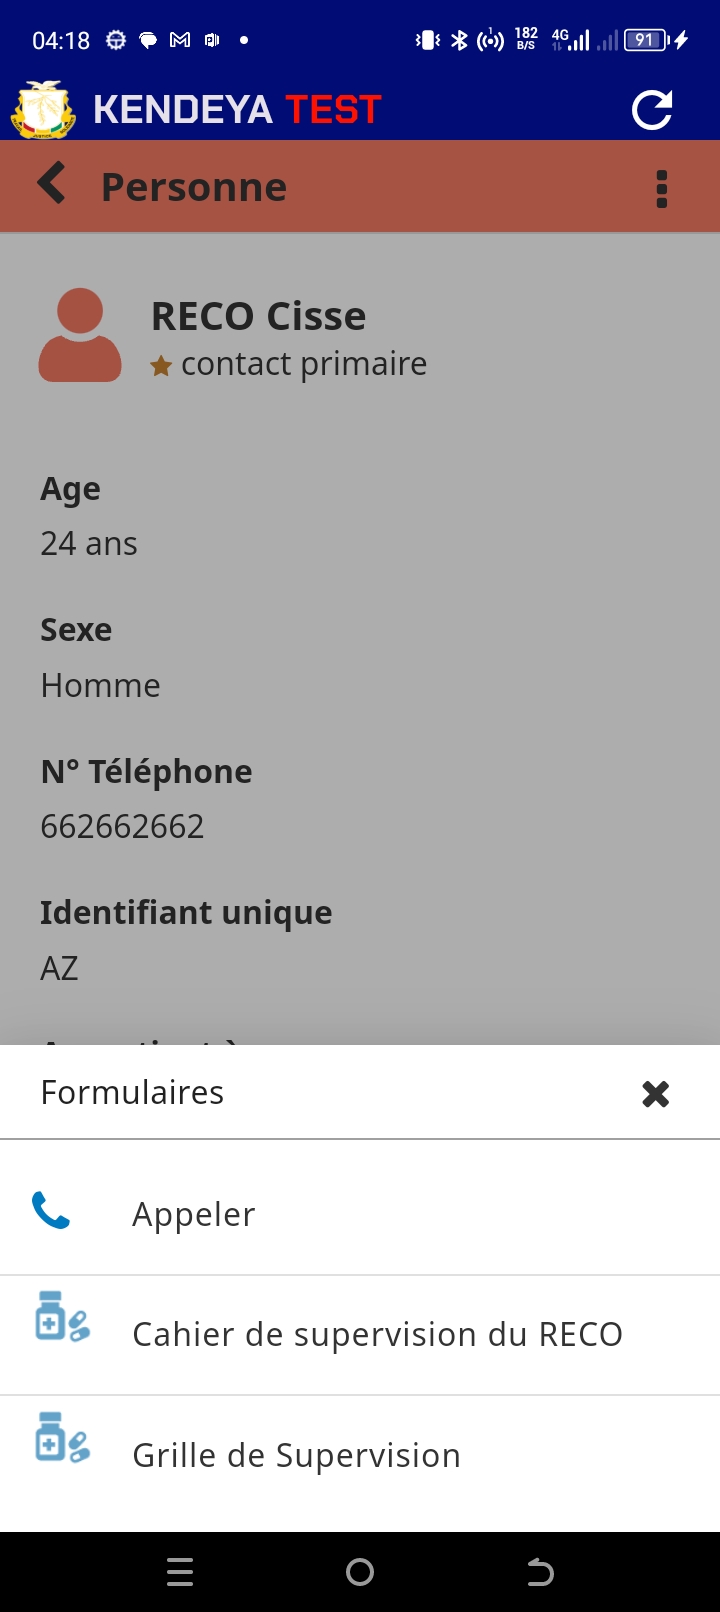 04:18
182
B/S
4G
91
KENDEYA TEST
Personne
RECO Cisse
contact primaire
Age
24 ans
Sexe
Homme
N° Téléphone
662662662
Identifiant unique
AZ
Formulaires
Appeler
Cahier de supervision du RECO
Grille de Supervision